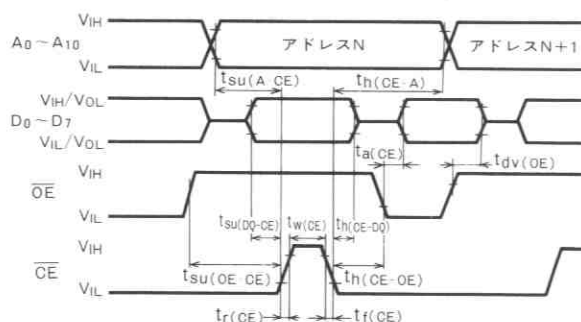 VIH
A0~A10
アドレスN
アドレスN+1
VIL
tsu(A-CE)
th(CE-A)
VIH/VOL
D0~D7
VIL/VOL
ta(CE)
tdv(OE)
VIH
OE
VIL
tsu(DQ-CE)
tw(CE)
th(CE-DQ)
VIH
tsu(OE-CE)
th(CE-OE)
CE
VIL
tr(CE)
tf(CE)